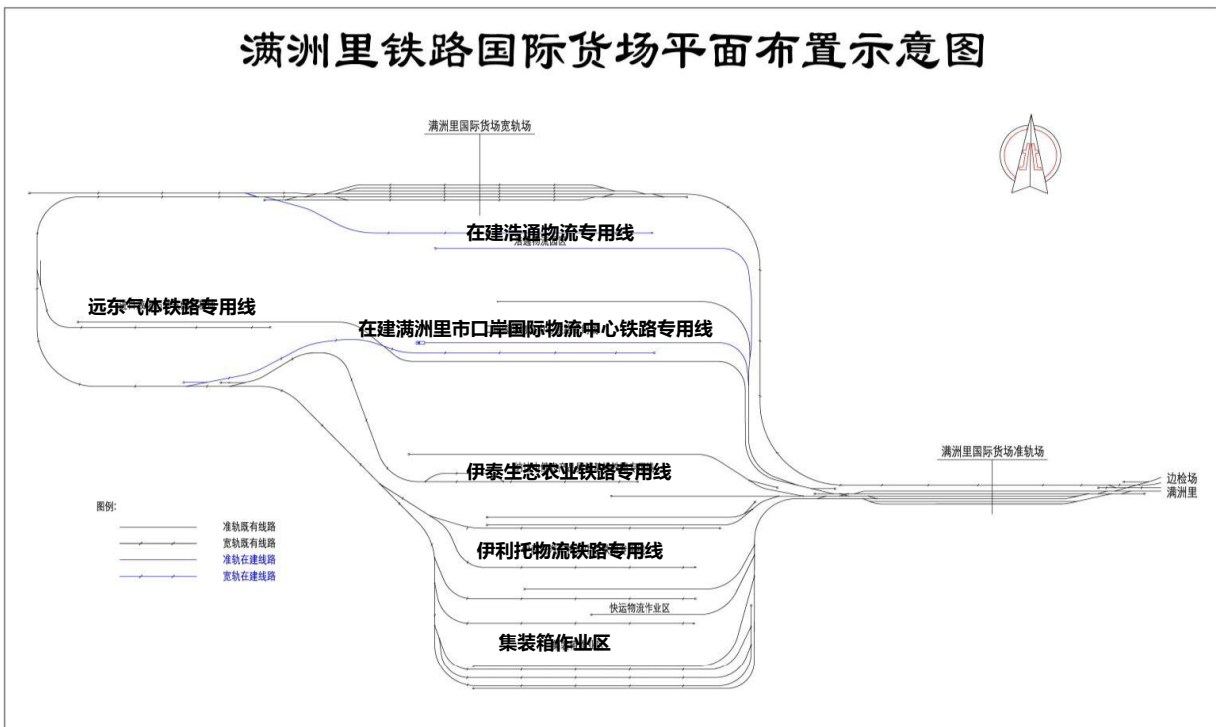 满洲里铁路国际货场平面布置示意图
满洲里国际货场宽轨场
北
在建浩通物流专用线
浩通物流园区
远东气体铁路专用线
在建满洲里市口岸国际物流中心铁路专用线
满洲里国际货场准轨场
伊泰生态农业铁路专用线
边检场
满洲里
图例:
准轨既有线路
宽轨既有线路
准轨在建线路
宽轨在建线路
伊利托物流铁路专用线
快运物流作业区
集装箱作业区